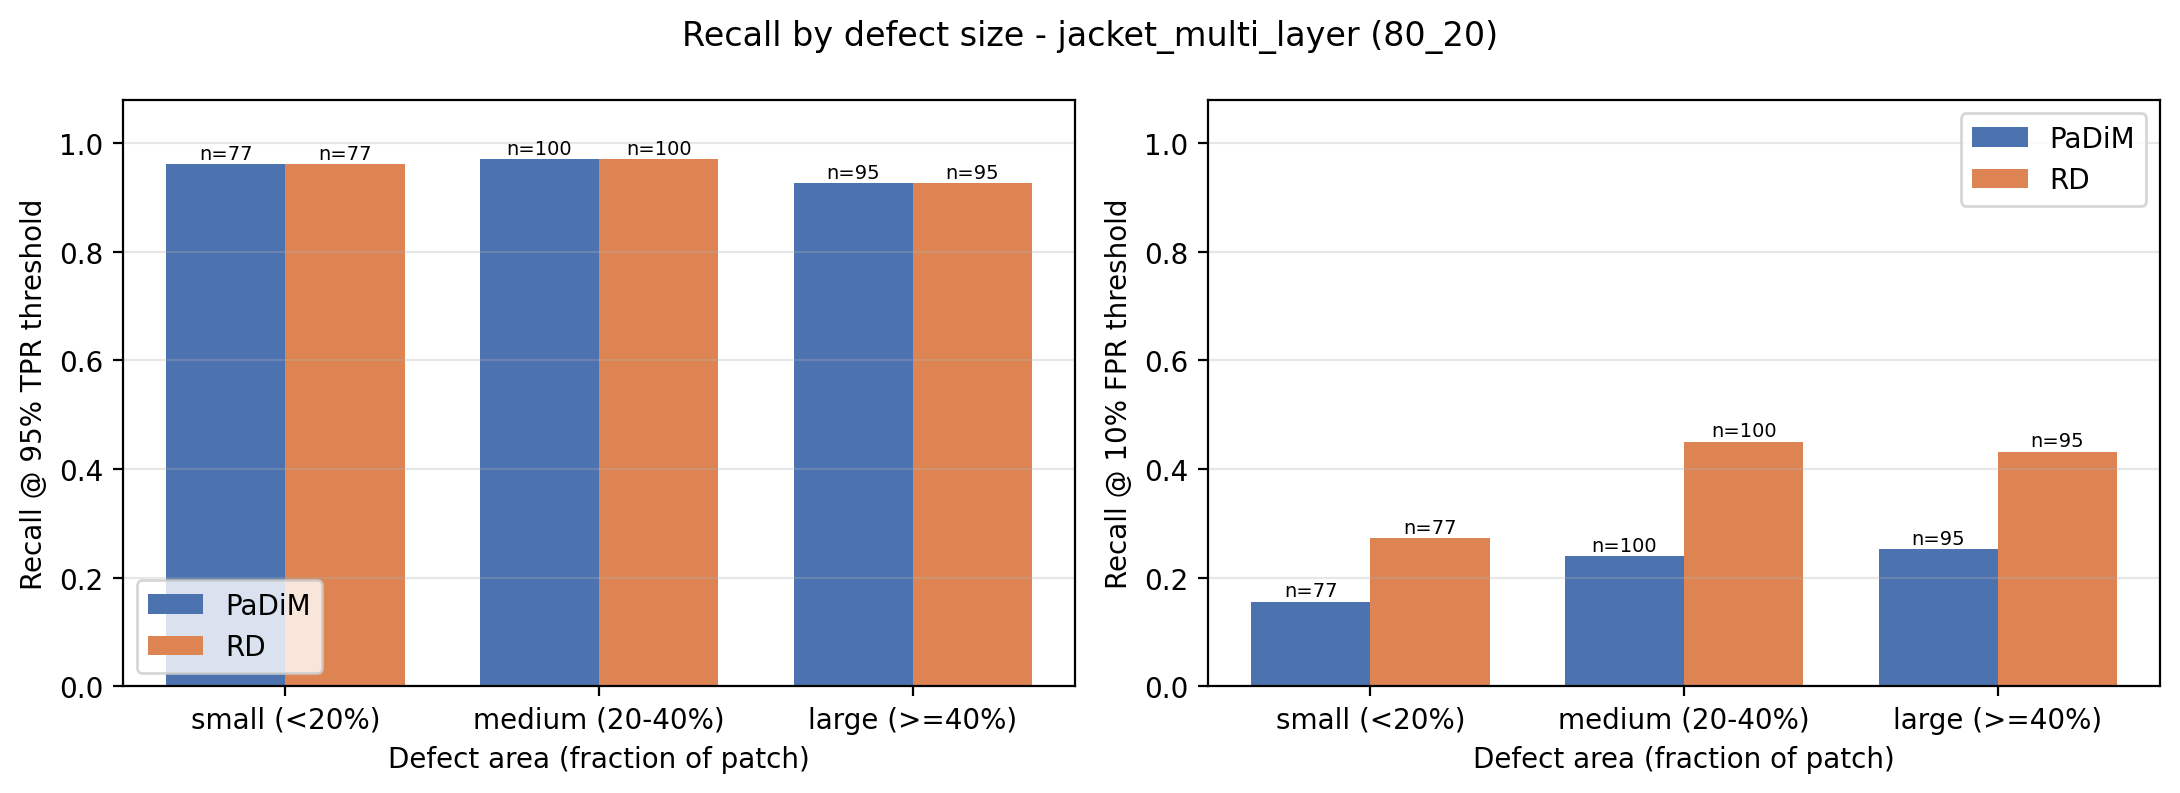 Recall by defect size - jacket_multi_layer (80_20)
Recall @ 95% TPR threshold
1.0
0.8
0.6
0.4
0.2
0.0
n=77
n=77
n=100
n=100
n=95
n=95
PaDiM
RD
small (<20%)
medium (20-40%)
large (>=40%)
Defect area (fraction of patch)
Recall @ 10% FPR threshold
1.0
0.8
0.6
0.4
0.2
0.0
n=77
n=77
n=100
n=100
n=95
n=95
PaDiM
RD
small (<20%)
medium (20-40%)
large (>=40%)
Defect area (fraction of patch)